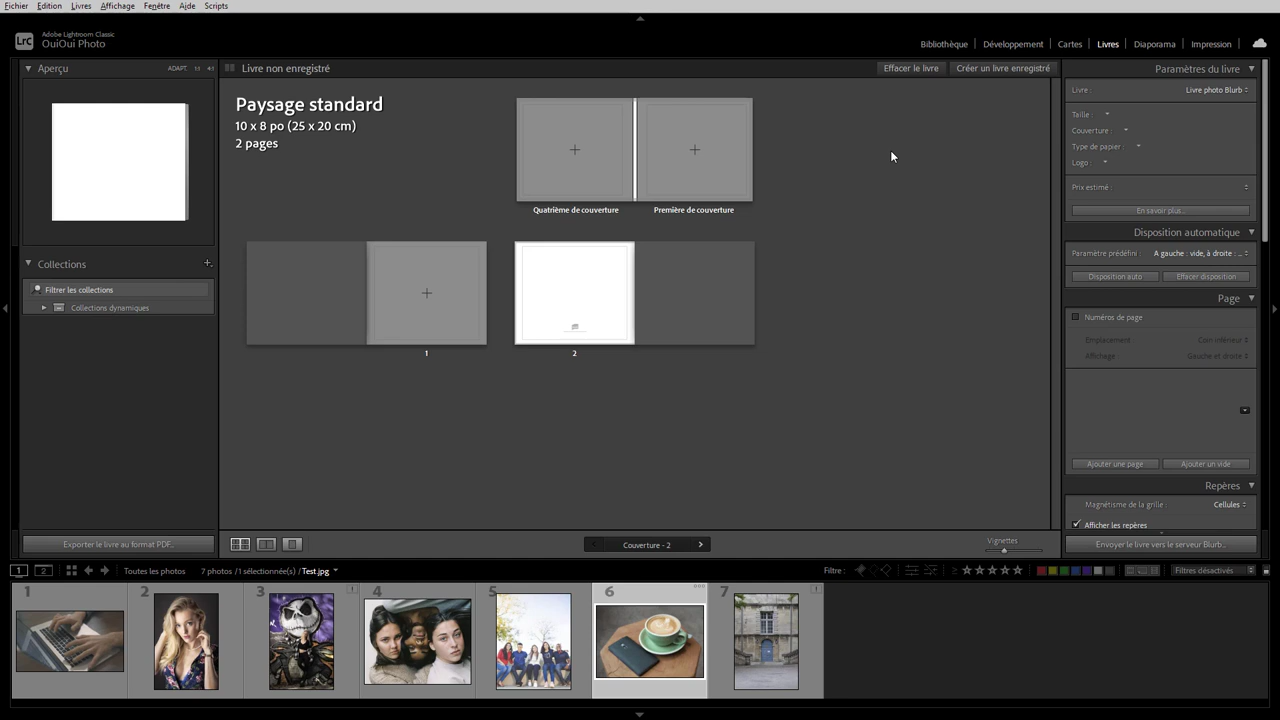 Fichier Edition Livres Affichage Fenêtre Aide Scripts
Lrc
Adobe Lightroom Classic
OuiOui Photo
Bibliothèque | Développement | Cartes | Livres | Diaporama | Impression
Aperçu ADAPT. 1:1 4:1
Livre non enregistré
Effacer le livre
Créer un livre enregistré
Paysage standard
10 x 8 po (25 x 20 cm)
2 pages
Quatrième de couverture
Première de couverture
1
2
Collections
Filtrer les collections
Collections dynamiques
Exporter le livre au format PDF...
Couverture - 2
Vignettes
Paramètres du livre
Livre : Livre photo Blurb
Taille :
Couverture :
Type de papier :
Logo :
Prix estimé :
En savoir plus...
Disposition automatique
Paramètre prédéfini : A gauche : vide, à droite : ...
Disposition auto
Effacer disposition
Page
Numéros de page
Emplacement Coin inférieur
Affichage Gauche et droite
Ajouter une page
Ajouter un vide
Repères
Magnétisme de la grille : Cellules
Afficher les repères
Envoyer le livre vers le serveur Blurb...
1 2 Toutes les photos 7 photos /1 sélectionnée(s) /Test.jpg
Filtre :
Filtres désactivés
1 2 3 4 5 6 7